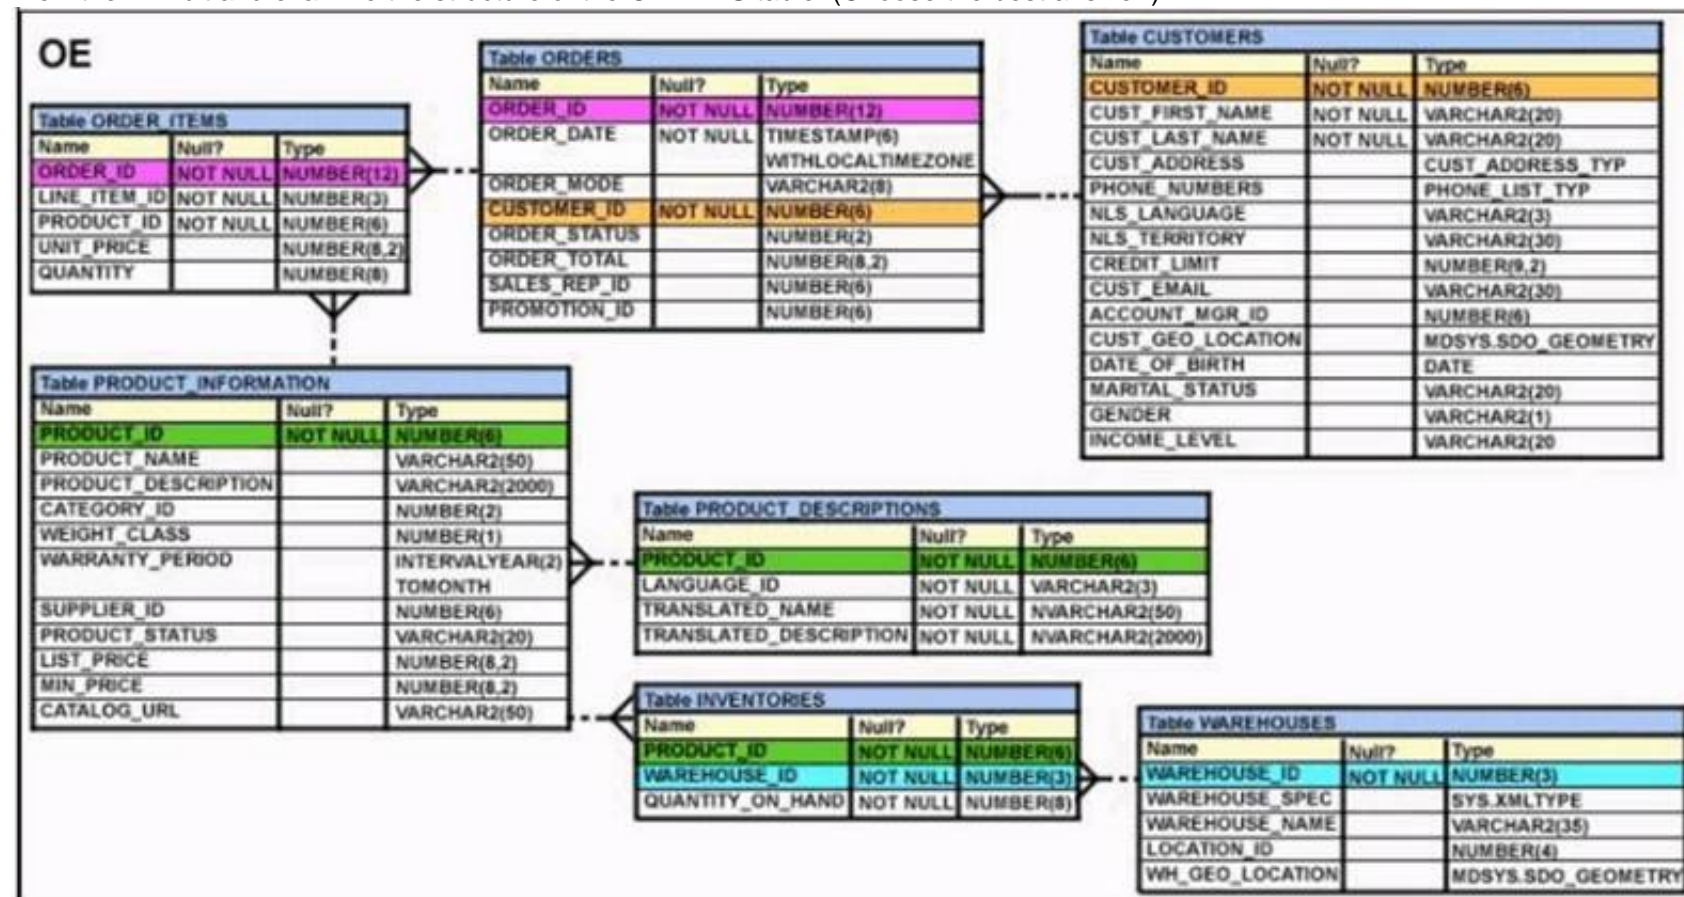 OE
Table ORDER_ITEMS
Name Null? Type
ORDER_ID NOT NULL NUMBER(12)
LINE_ITEM_ID NOT NULL NUMBER(3)
PRODUCT_ID NOT NULL NUMBER(6)
UNIT_PRICE NUMBER(8,2)
QUANTITY NUMBER(8)
Table ORDERS
Name Null? Type
ORDER_ID NOT NULL NUMBER(12)
ORDER_DATE NOT NULL TIMESTAMP(6)
WITHLOCALTIMEZONE
ORDER_MODE VARCHAR2(8)
CUSTOMER_ID NOT NULL NUMBER(6)
ORDER_STATUS NUMBER(2)
ORDER_TOTAL NUMBER(8,2)
SALES_REP_ID NUMBER(6)
PROMOTION_ID NUMBER(6)
Table CUSTOMERS
Name Null? Type
CUSTOMER_ID NOT NULL NUMBER(6)
CUST_FIRST_NAME NOT NULL VARCHAR2(20)
CUST_LAST_NAME NOT NULL VARCHAR2(20)
CUST_ADDRESS CUST_ADDRESS_TYP
PHONE_NUMBERS PHONE_LIST_TYP
NLS_LANGUAGE VARCHAR2(3)
NLS_TERRITORY VARCHAR2(30)
CREDIT_LIMIT NUMBER(9,2)
CUST_EMAIL VARCHAR2(30)
ACCOUNT_MGR_ID NUMBER(6)
CUST_GEO_LOCATION MDSYS.SDO_GEOMETRY
DATE_OF_BIRTH DATE
MARITAL_STATUS VARCHAR2(20)
GENDER VARCHAR2(1)
INCOME_LEVEL VARCHAR2(20
Table PRODUCT_INFORMATION
Name Null? Type
PRODUCT_ID NOT NULL NUMBER(6)
PRODUCT_NAME VARCHAR2(50)
PRODUCT_DESCRIPTION VARCHAR2(2000)
CATEGORY_ID NUMBER(2)
WEIGHT_CLASS NUMBER(1)
WARRANTY_PERIOD INTERVALYEAR(2)
TOMONTH
SUPPLIER_ID NUMBER(6)
PRODUCT_STATUS VARCHAR2(20)
LIST_PRICE NUMBER(8,2)
MIN_PRICE NUMBER(8,2)
CATALOG_URL VARCHAR2(50)
Table PRODUCT_DESCRIPTIONS
Name Null? Type
PRODUCT_ID NOT NULL NUMBER(6)
LANGUAGE_ID NOT NULL VARCHAR2(3)
TRANSLATED_NAME NOT NULL NVARCHAR2(50)
TRANSLATED_DESCRIPTION NOT NULL NVARCHAR2(2000)
Table INVENTORIES
Name Null? Type
PRODUCT_ID NOT NULL NUMBER(6)
WAREHOUSE_ID NOT NULL NUMBER(3)
QUANTITY_ON_HAND NOT NULL NUMBER(8)
Table WAREHOUSES
Name Null? Type
WAREHOUSE_ID NOT NULL NUMBER(3)
WAREHOUSE_SPEC SYS.XMLTYPE
WAREHOUSE_NAME VARCHAR2(35)
LOCATION_ID NUMBER(4)
WH_GEO_LOCATION MDSYS.SDO_GEOMETRY